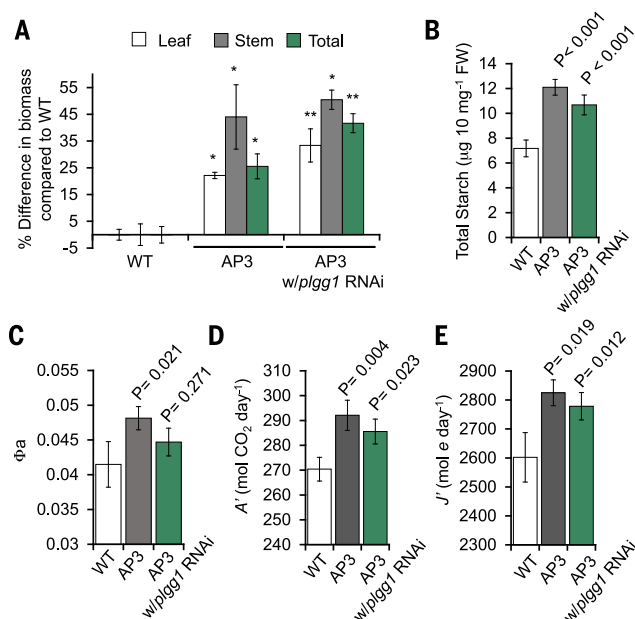 A
Leaf Stem Total
% Difference in biomass
compared to WT
55
45
35
25
15
5
-5
*
*
*
**
*
**
WT
AP3
AP3
w/plgg1 RNAi
B
P< 0.001
P< 0.001
Total Starch (µg 10 mg⁻¹ FW)
14
12
10
8
6
4
2
0
WT
AP3
AP3
w/plgg1 RNAi
C
P= 0.021
P= 0.271
Φa
0.055
0.05
0.045
0.04
0.035
0.03
WT
AP3
AP3
w/plgg1 RNAi
D
P= 0.004
P= 0.023
A' (mol CO₂ day⁻¹)
310
300
290
280
270
260
250
240
WT
AP3
AP3
w/plgg1 RNAi
E
P= 0.019
P= 0.012
J' (mol e day⁻¹)
2900
2800
2700
2600
2500
2400
2300
WT
AP3
AP3
w/plgg1 RNAi